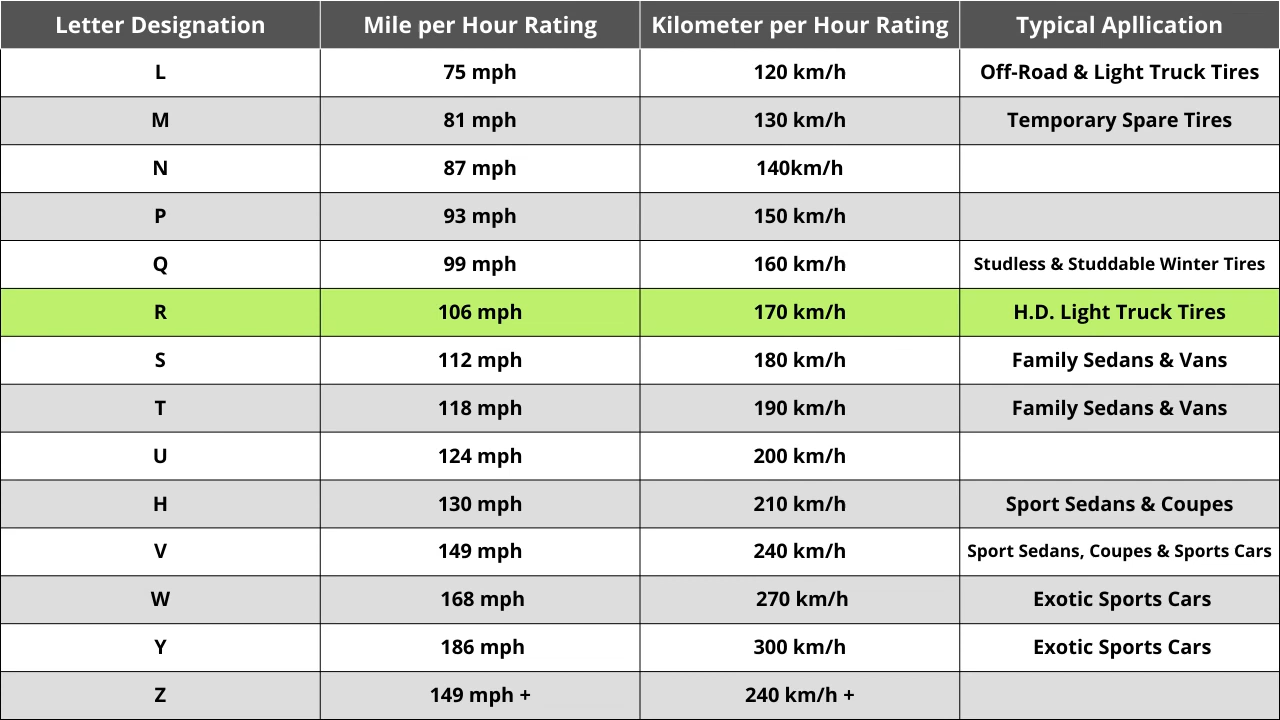 Letter Designation Mile per Hour Rating Kilometer per Hour Rating Typical Apllication
L 75 mph 120 km/h Off-Road & Light Truck Tires
M 81 mph 130 km/h Temporary Spare Tires
N 87 mph 140km/h
P 93 mph 150 km/h
Q 99 mph 160 km/h Studless & Studdable Winter Tires
R 106 mph 170 km/h H.D. Light Truck Tires
S 112 mph 180 km/h Family Sedans & Vans
T 118 mph 190 km/h Family Sedans & Vans
U 124 mph 200 km/h
H 130 mph 210 km/h Sport Sedans & Coupes
V 149 mph 240 km/h Sport Sedans, Coupes & Sports Cars
W 168 mph 270 km/h Exotic Sports Cars
Y 186 mph 300 km/h Exotic Sports Cars
Z 149 mph + 240 km/h +